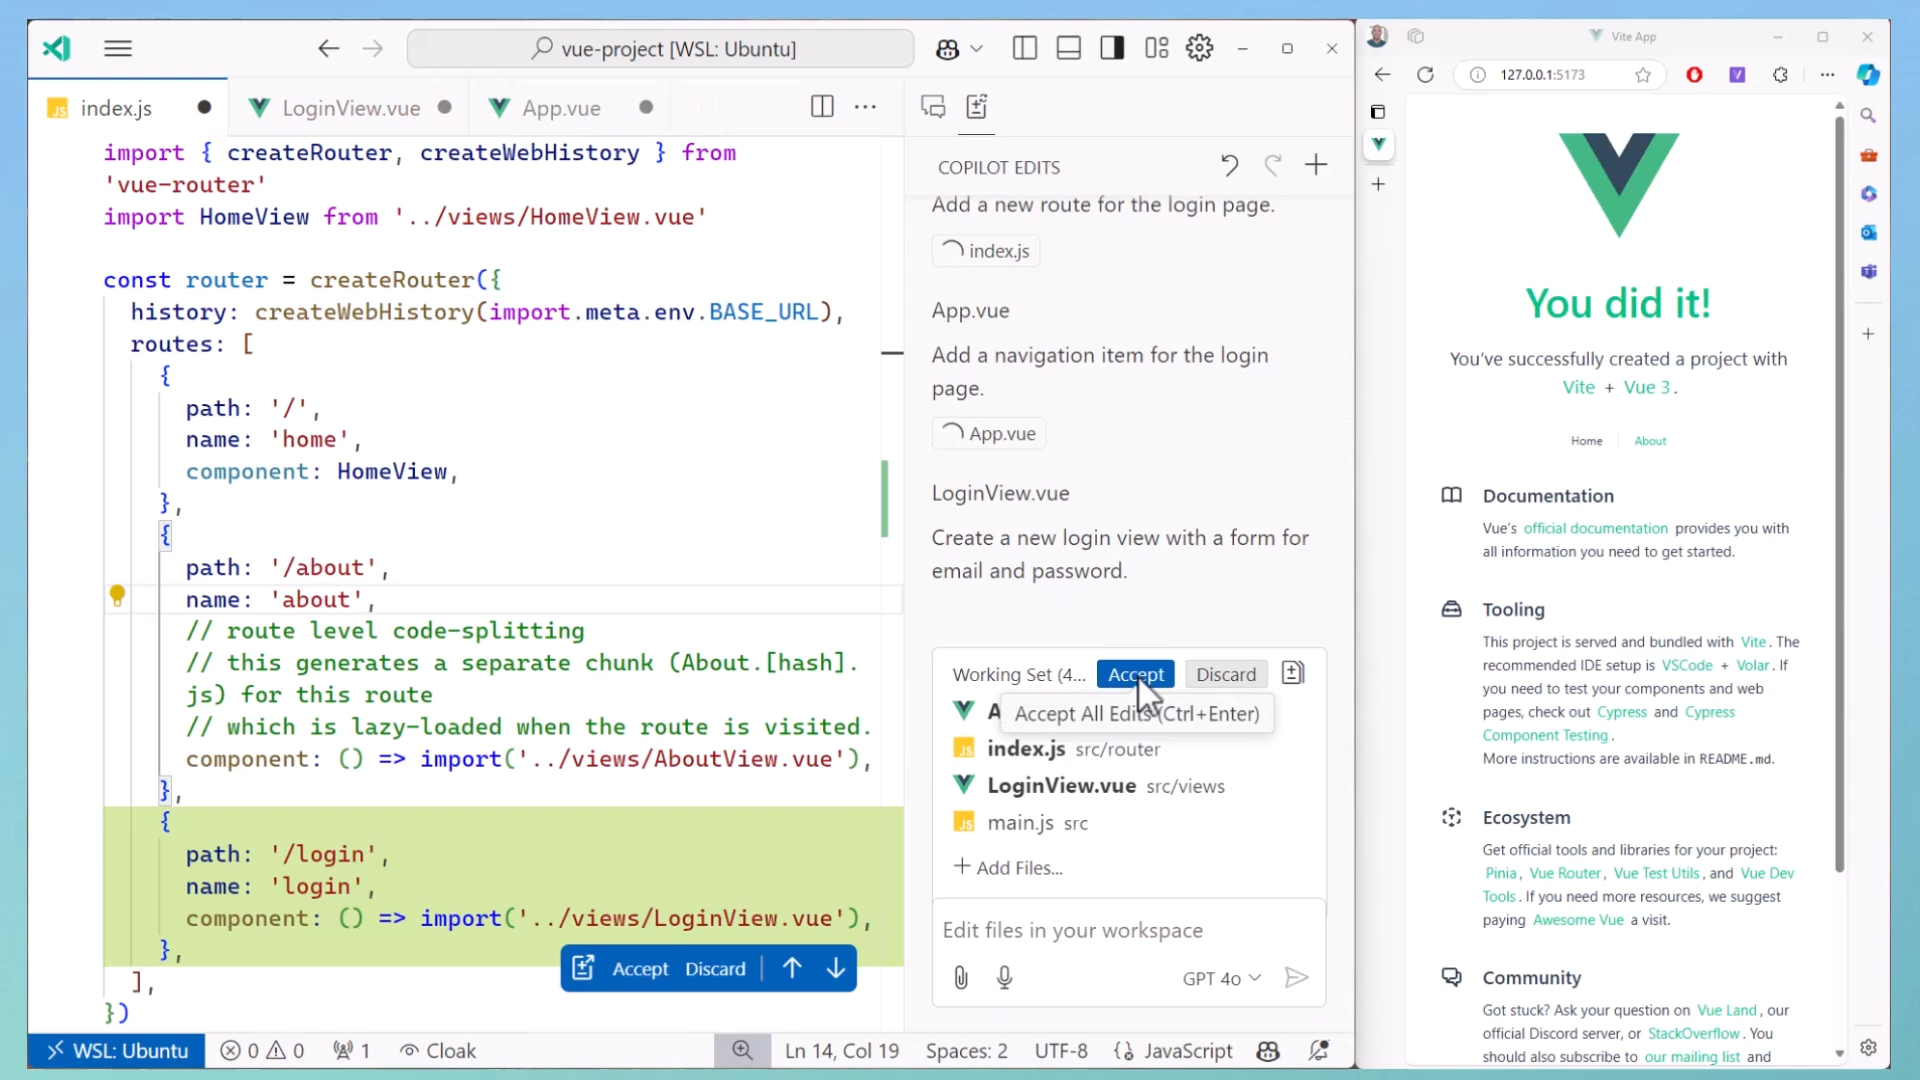 vue-project [WSL: Ubuntu]
JS index.js
LoginView.vue
App.vue
import { createRouter, createWebHistory } from
'vue-router'
import HomeView from '../views/HomeView.vue'
const router = createRouter({
history: createWebHistory(import.meta.env.BASE_URL),
routes: [
{
path: '/',
name: 'home',
component: HomeView,
},
{
path: '/about',
name: 'about',
// route level code-splitting
// this generates a separate chunk (About.[hash].
js) for this route
// which is lazy-loaded when the route is visited.
component: () => import('../views/AboutView.vue'),
},
{
path: '/login',
name: 'login',
component: () => import('../views/LoginView.vue'),
},
],
})
Accept Discard
COPILOT EDITS
Add a new route for the login page.
index.js
App.vue
Add a navigation item for the login
page.
App.vue
LoginView.vue
Create a new login view with a form for
email and password.
Working Set (4... Accept Discard
A
Accept All Edits (Ctrl+Enter)
JS index.js src/router
LoginView.vue src/views
JS main.js src
+ Add Files...
Edit files in your workspace
GPT 4o
WSL: Ubuntu 0 0 1 Cloak Ln 14, Col 19 Spaces: 2 UTF-8 {} JavaScript
Vite App
127.0.0.1:5173
You did it!
You’ve successfully created a project with
Vite + Vue 3.
Home About
Documentation
Vue’s official documentation provides you with
all information you need to get started.
Tooling
This project is served and bundled with Vite. The
recommended IDE setup is VSCode + Volar. If
you need to test your components and web
pages, check out Cypress and Cypress
Component Testing.
More instructions are available in README.md.
Ecosystem
Get official tools and libraries for your project:
Pinia, Vue Router, Vue Test Utils, and Vue Dev
Tools. If you need more resources, we suggest
paying Awesome Vue a visit.
Community
Got stuck? Ask your question on Vue Land, our
official Discord server, or StackOverflow. You
should also subscribe to our mailing list and